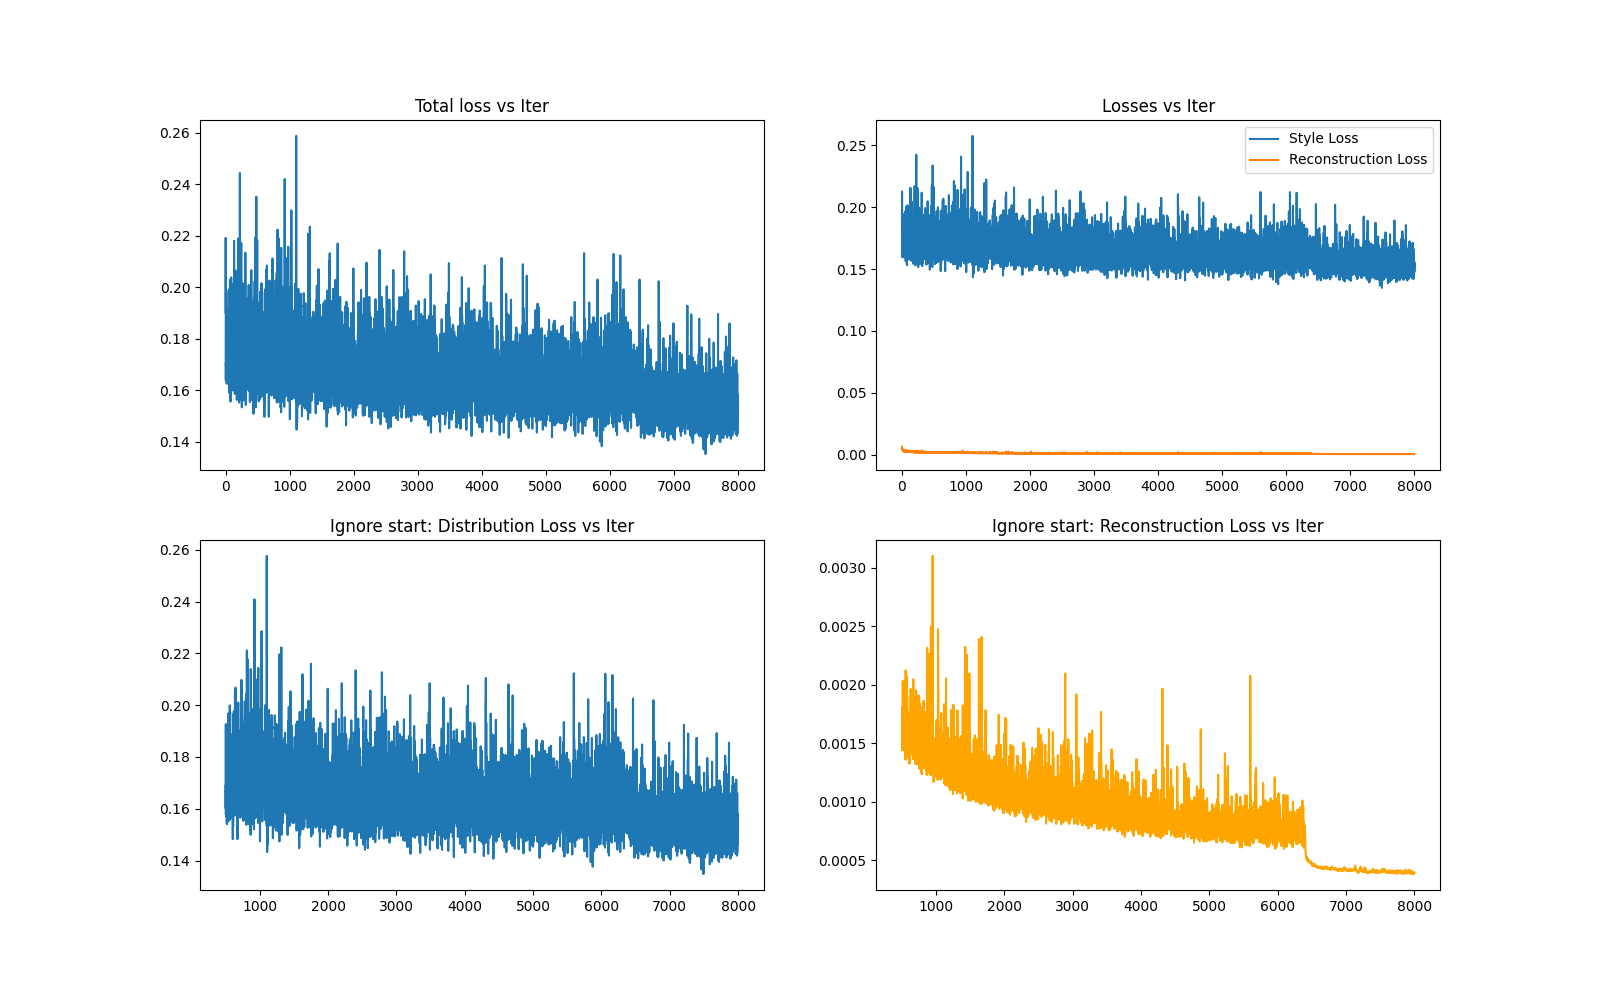 Total loss vs Iter
0.26
0.24
0.22
0.20
0.18
0.16
0.14
0 1000 2000 3000 4000 5000 6000 7000 8000
Losses vs Iter
Style Loss
Reconstruction Loss
0.25
0.20
0.15
0.10
0.05
0.00
0 1000 2000 3000 4000 5000 6000 7000 8000
Ignore start: Distribution Loss vs Iter
0.26
0.24
0.22
0.20
0.18
0.16
0.14
1000 2000 3000 4000 5000 6000 7000 8000
Ignore start: Reconstruction Loss vs Iter
0.0030
0.0025
0.0020
0.0015
0.0010
0.0005
1000 2000 3000 4000 5000 6000 7000 8000